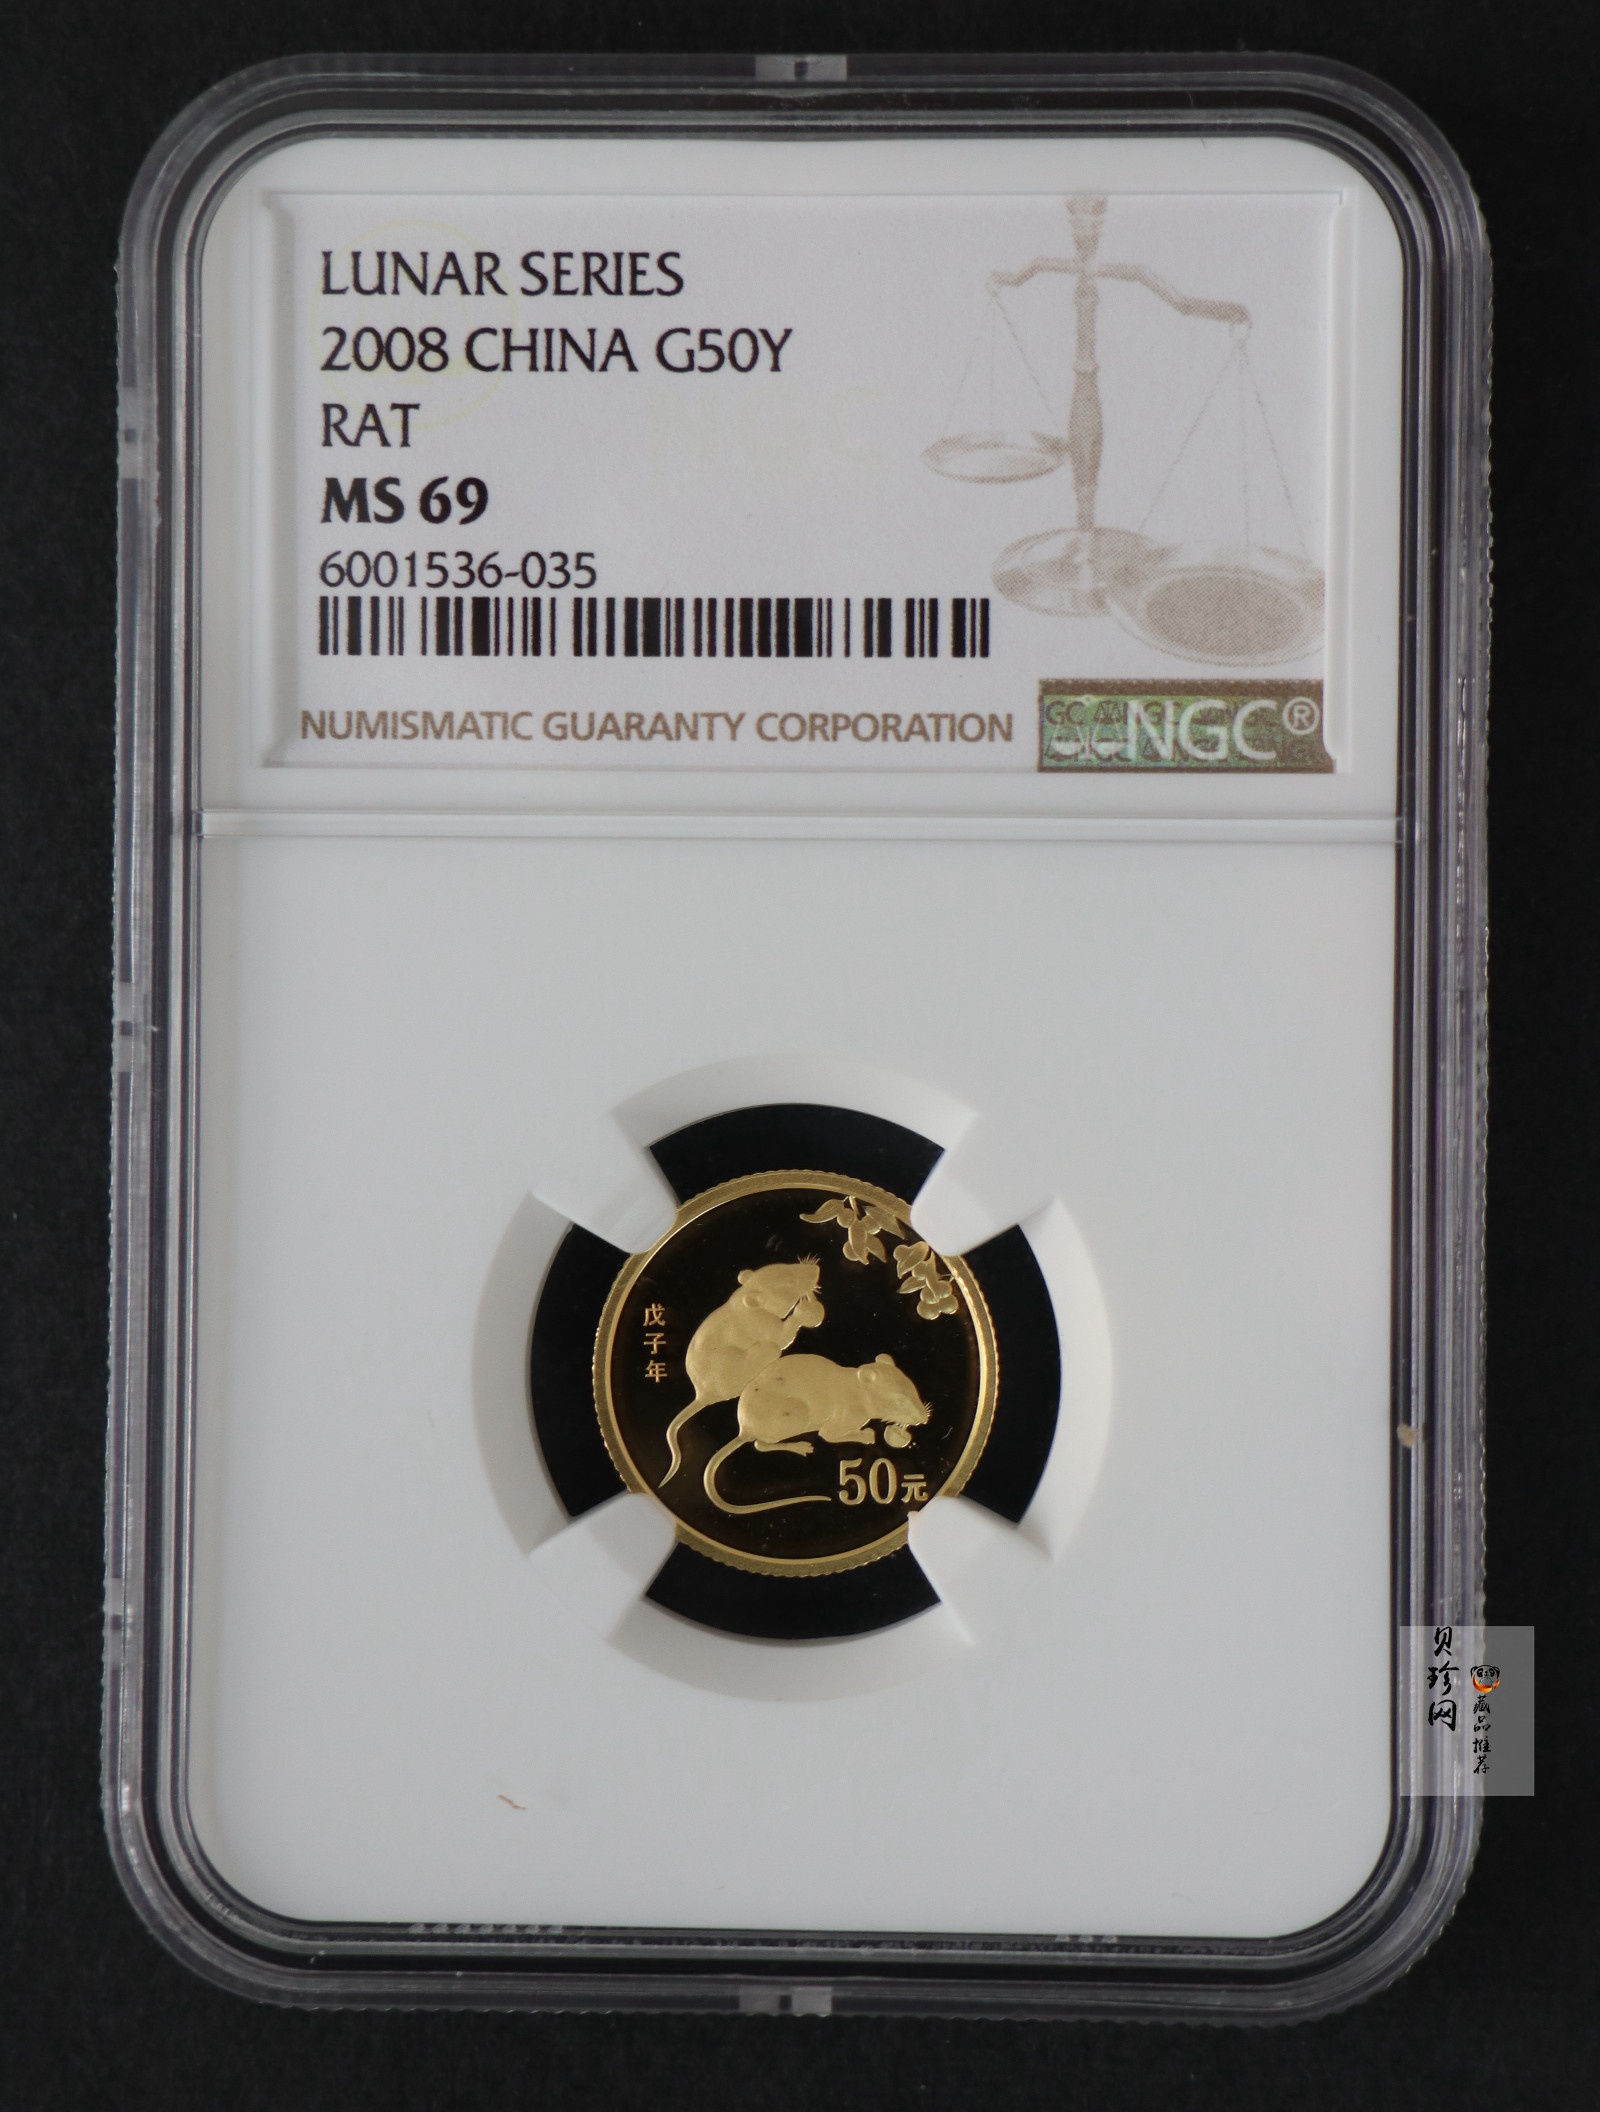 LUNAR SERIES
2008 CHINA G50Y
RAT
MS 69
6001536-035
NUMISMATIC GUARANTY CORPORATION
NGC®
戊子年
50元
贝珍网
藏品推荐